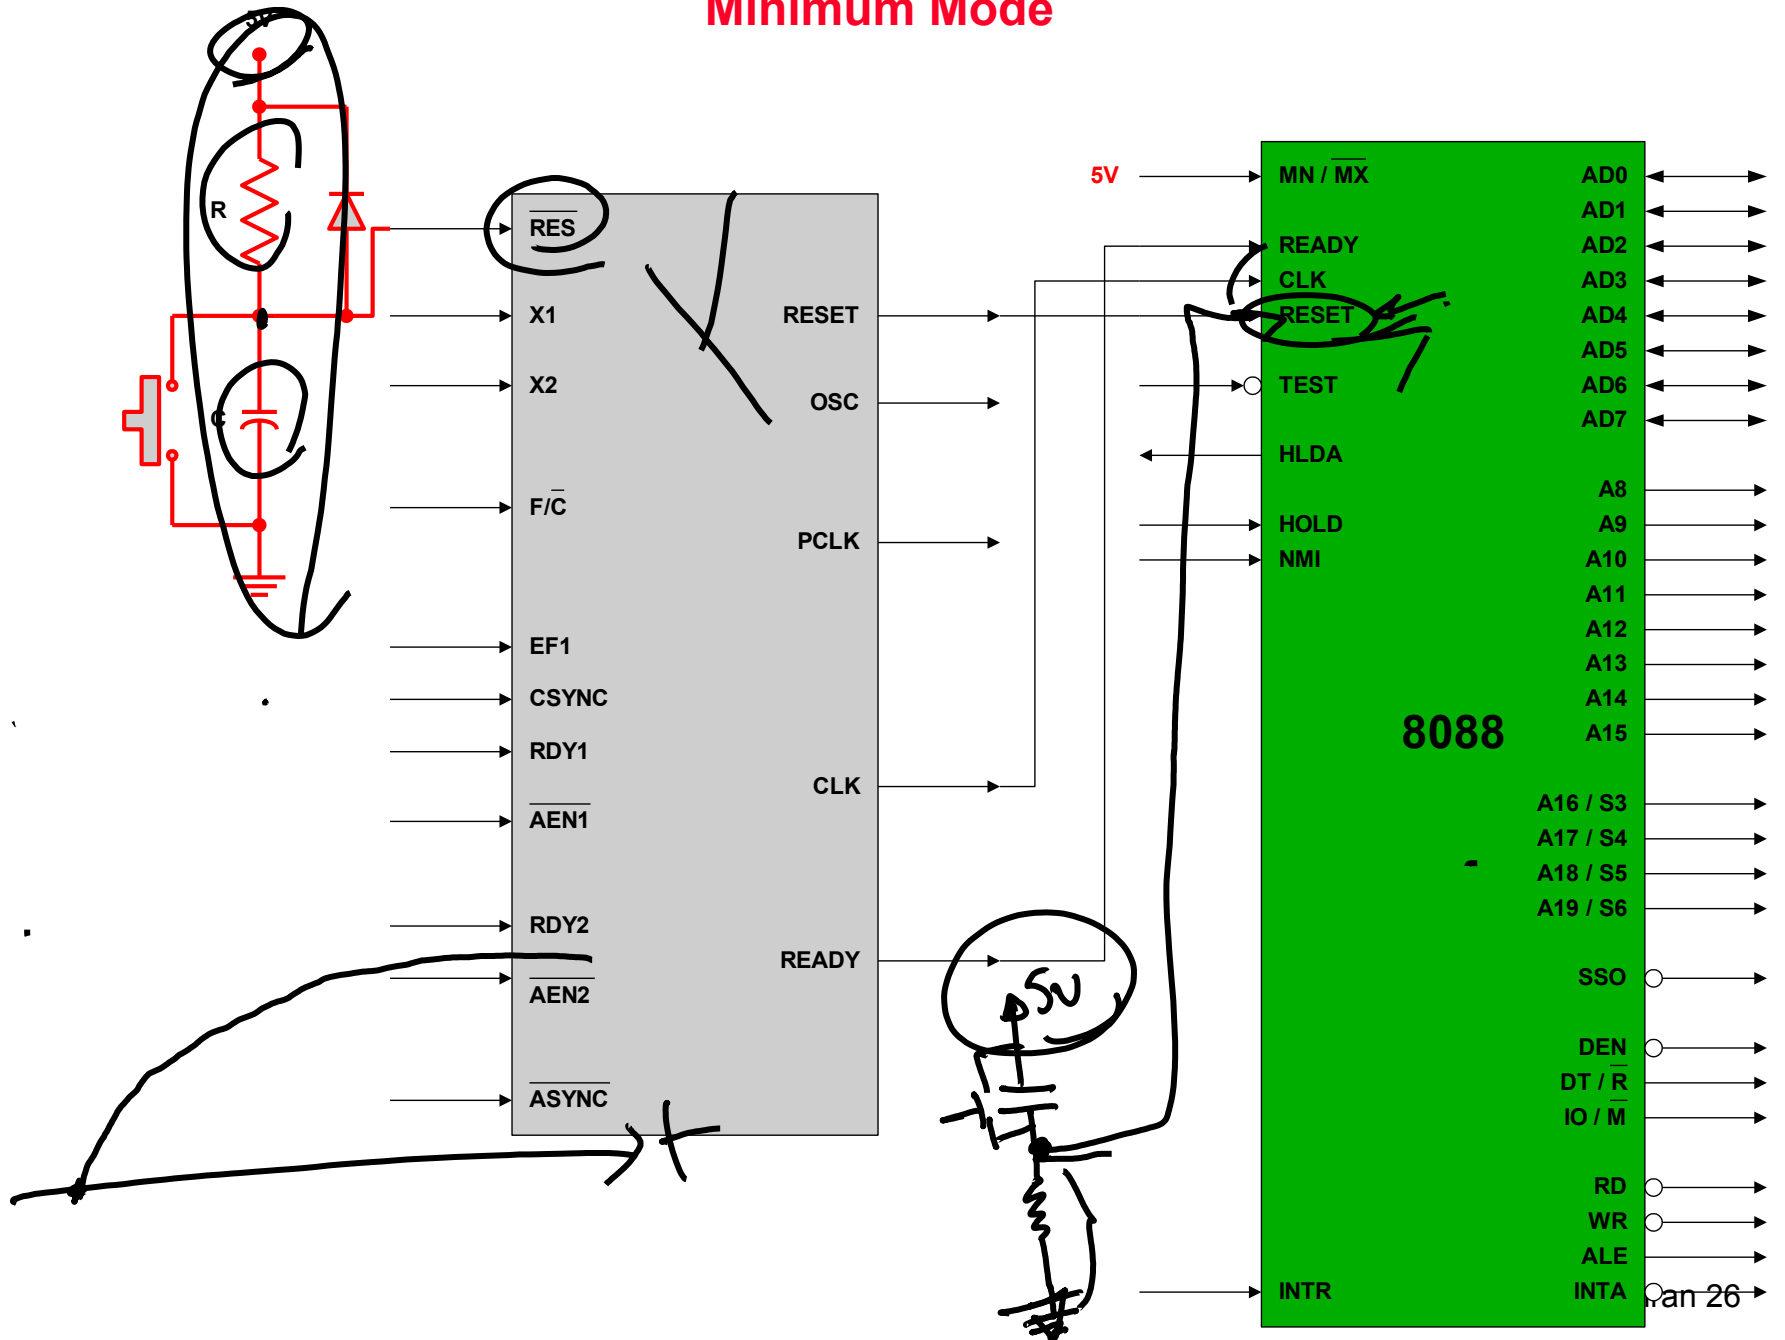 Minimum Mode
5V
R
C
RES
X1
X2
F/C
EF1
CSYNC
RDY1
AEN1
RDY2
AEN2
ASYNC
RESET
OSC
PCLK
CLK
READY
5V
5V
MN / MX
READY
CLK
RESET
TEST
HLDA
HOLD
NMI
INTR
8088
AD0
AD1
AD2
AD3
AD4
AD5
AD6
AD7
A8
A9
A10
A11
A12
A13
A14
A15
A16 / S3
A17 / S4
A18 / S5
A19 / S6
SSO
DEN
DT / R
IO / M
RD
WR
ALE
INTA
26